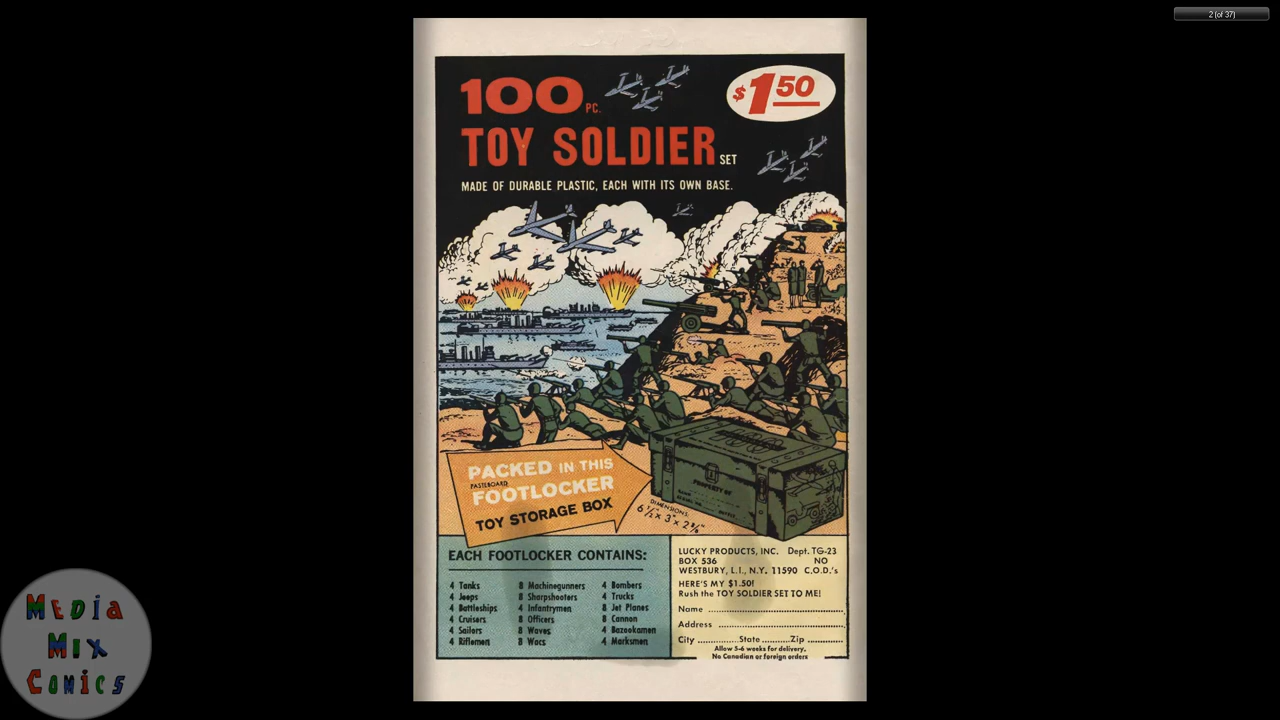 2 (of 37)
100 PC.
$1 50
TOY SOLDIER SET
MADE OF DURABLE PLASTIC, EACH WITH ITS OWN BASE.
PACKED IN THIS
PASTEBOARD
FOOTLOCKER
TOY STORAGE BOX
PROPERTY OF
DIMENSIONS:
EACH FOOTLOCKER CONTAINS:
4 Tanks
4 Jeeps
4 Battleships
4 Cruisers
4 Sailors
4 Riflemen
8 Machinegunners
8 Sharpshooters
4 Infantrymen
8 Officers
8 Waves
8 Wacs
4 Bombers
4 Trucks
8 Jet Planes
8 Cannon
4 Bazookamen
4 Marksmen
LUCKY PRODUCTS, INC. Dept. TG-23
BOX 536 NO
WESTBURY, L.I., N.Y. 11590 C.O.D.'s
HERE'S MY $1.50!
Rush the TOY SOLDIER SET TO ME!
Name
Address
City State Zip
Allow 5-6 weeks for delivery.
No Canadian or foreign orders
MEDIA
MIX
COMICS